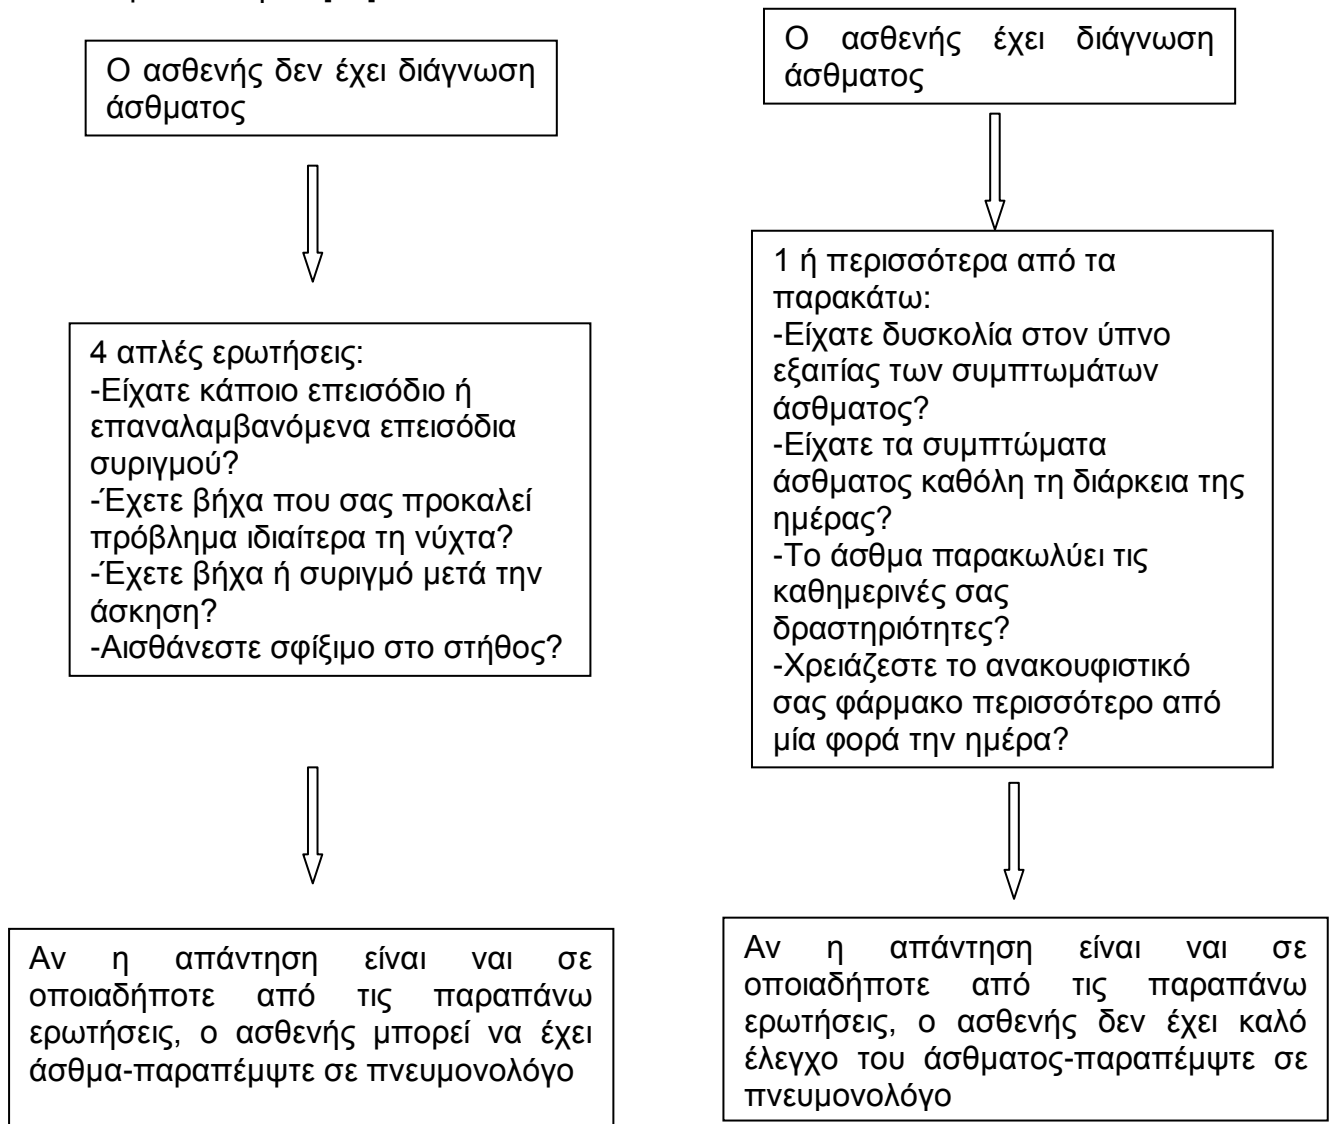 Ο ασθενής δεν έχει διάγνωση
άσθματος
4 απλές ερωτήσεις:
-Είχατε κάποιο επεισόδιο ή
επαναλαμβανόμενα επεισόδια
συριγμού?
-Έχετε βήχα που σας προκαλεί
πρόβλημα ιδιαίτερα τη νύχτα?
-Έχετε βήχα ή συριγμό μετά την
άσκηση?
-Αισθάνεστε σφίξιμο στο στήθος?
Αν η απάντηση είναι ναι σε
οποιαδήποτε από τις παραπάνω
ερωτήσεις, ο ασθενής μπορεί να έχει
άσθμα-παραπέμψτε σε πνευμονολόγο
Ο ασθενής έχει διάγνωση
άσθματος
1 ή περισσότερα από τα
παρακάτω:
-Είχατε δυσκολία στον ύπνο
εξαιτίας των συμπτωμάτων
άσθματος?
-Είχατε τα συμπτώματα
άσθματος καθόλη τη διάρκεια της
ημέρας?
-Το άσθμα παρακωλύει τις
καθημερινές σας
δραστηριότητες?
-Χρειάζεστε το ανακουφιστικό
σας φάρμακο περισσότερο από
μία φορά την ημέρα?
Αν η απάντηση είναι ναι σε
οποιαδήποτε από τις παραπάνω
ερωτήσεις, ο ασθενής δεν έχει καλό
έλεγχο του άσθματος-παραπέμψτε σε
πνευμονολόγο